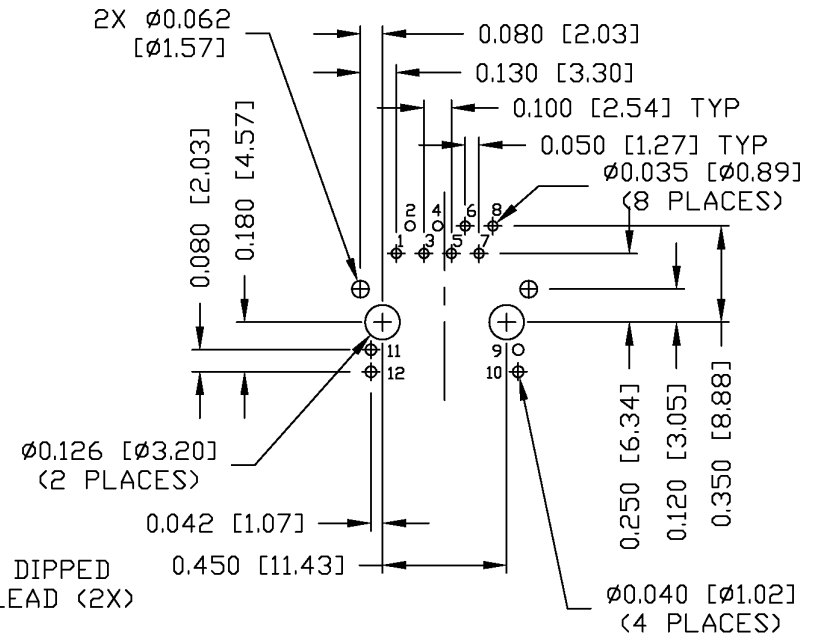 2X ø0.062
[ø1.57]
0.080 [2.03]
0.130 [3.30]
0.100 [2.54] TYP
0.050 [1.27] TYP
ø0.035 [ø0.89]
(8 PLACES)
0.080 [2.03]
0.180 [4.57]
2 4 6 8
1 3 5 7
11 9
12 10
ø0.126 [ø3.20]
(2 PLACES)
0.250 [6.34]
0.120 [3.05]
0.350 [8.88]
0.042 [1.07]
0.450 [11.43]
DIPPED
LEAD (2X)
ø0.040 [ø1.02]
(4 PLACES)